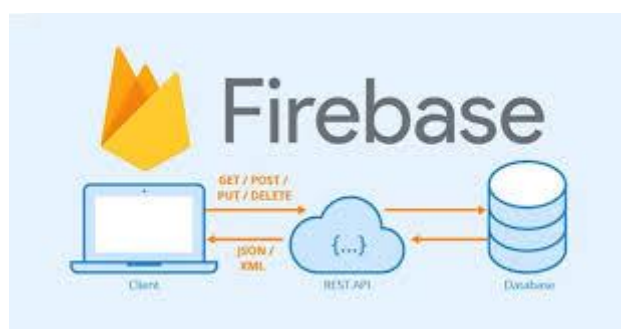 Firebase
GET / POST /
PUT / DELETE
{...}
JSON /
XML
Client
REST API
Database